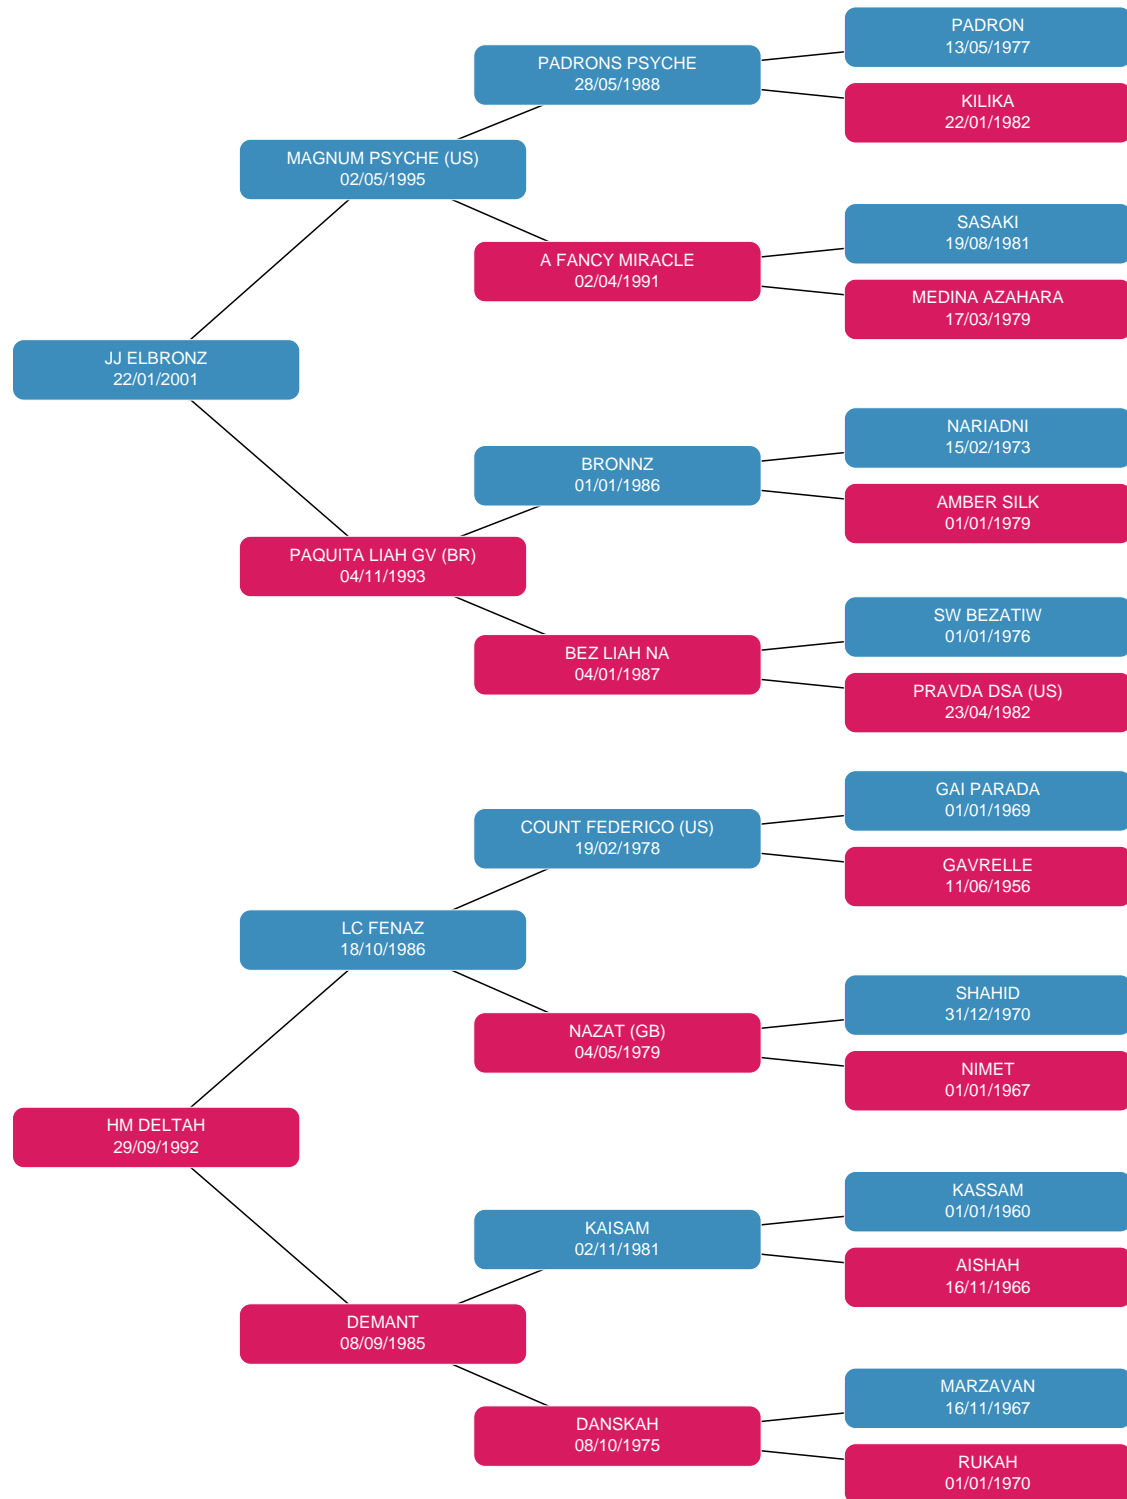 PADRON
13/05/1977
PADRONS PSYCHE
28/05/1988
KILIKA
22/01/1982
MAGNUM PSYCHE (US)
02/05/1995
SASAKI
19/08/1981
A FANCY MIRACLE
02/04/1991
MEDINA AZAHARA
17/03/1979
JJ ELBRONZ
22/01/2001
NARIADNI
15/02/1973
BRONNZ
01/01/1986
AMBER SILK
01/01/1979
PAQUITA LIAH GV (BR)
04/11/1993
SW BEZATIW
01/01/1976
BEZ LIAH NA
04/01/1987
PRAVDA DSA (US)
23/04/1982
GAI PARADA
01/01/1969
COUNT FEDERICO (US)
19/02/1978
GAVRELLE
11/06/1956
LC FENAZ
18/10/1986
SHAHID
31/12/1970
NAZAT (GB)
04/05/1979
NIMET
01/01/1967
HM DELTAH
29/09/1992
KASSAM
01/01/1960
KAISAM
02/11/1981
AISHAH
16/11/1966
DEMANT
08/09/1985
MARZAVAN
16/11/1967
DANSKAH
08/10/1975
RUKAH
01/01/1970